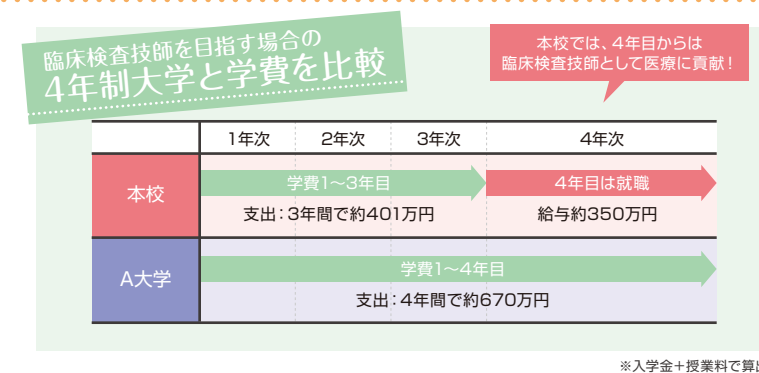 臨床検査技師を目指す場合の
4年制大学と学費を比較
本校では、4年目からは
臨床検査技師として医療に貢献！
1年次 2年次 3年次 4年次
本校
学費1〜3年目 4年目は就職
支出：3年間で約401万円 給与約350万円
A大学
学費1〜4年目
支出：4年間で約670万円
※入学金＋授業料で算出